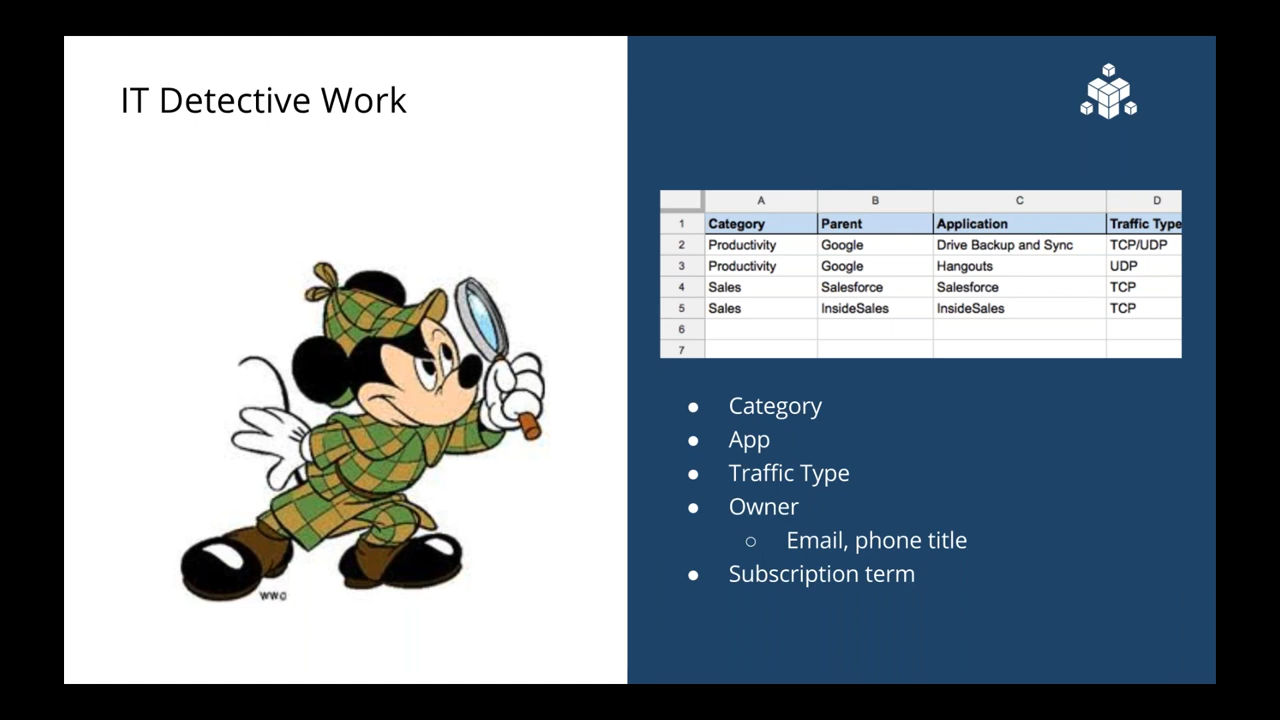 IT Detective Work
A B C D
1 Category Parent Application Traffic Type
2 Productivity Google Drive Backup and Sync TCP/UDP
3 Productivity Google Hangouts UDP
4 Sales Salesforce Salesforce TCP
5 Sales InsideSales InsideSales TCP
6
7
● Category
● App
● Traffic Type
● Owner
○ Email, phone title
● Subscription term